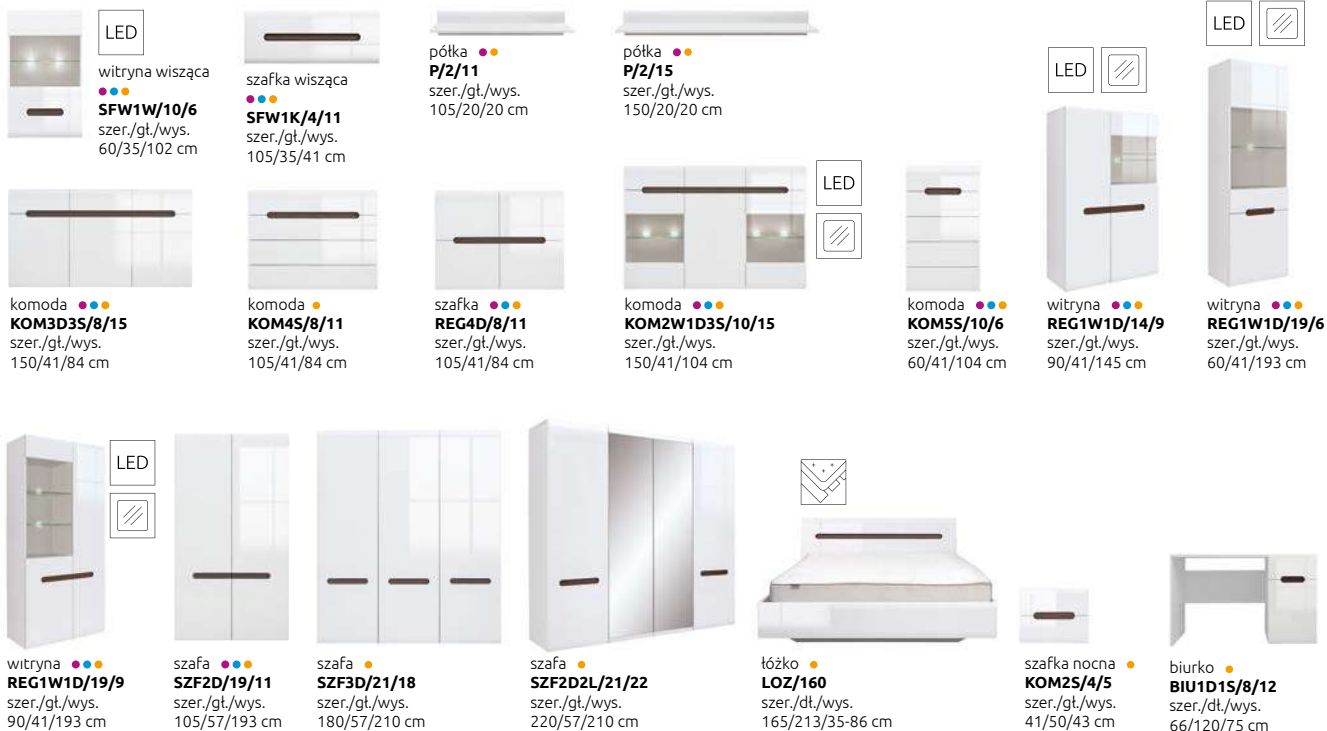 LED
witryna wisząca
SFW1W/10/6
szer./gł./wys.
60/35/102 cm
szafka wisząca
SFW1K/4/11
szer./gł./wys.
105/35/41 cm
półka
P/2/11
szer./gł./wys.
105/20/20 cm
półka
P/2/15
szer./gł./wys.
150/20/20 cm
LED
LED
komoda
KOM3D3S/8/15
szer./gł./wys.
150/41/84 cm
komoda
KOM4S/8/11
szer./gł./wys.
105/41/84 cm
szafka
REG4D/8/11
szer./gł./wys.
105/41/84 cm
LED
komoda
KOM2W1D3S/10/15
szer./gł./wys.
150/41/104 cm
komoda
KOM5S/10/6
szer./gł./wys.
60/41/104 cm
witryna
REG1W1D/14/9
szer./gł./wys.
90/41/145 cm
witryna
REG1W1D/19/6
szer./gł./wys.
60/41/193 cm
LED
witryna
REG1W1D/19/9
szer./gł./wys.
90/41/193 cm
szafa
SZF2D/19/11
szer./gł./wys.
105/57/193 cm
szafa
SZF3D/21/18
szer./gł./wys.
180/57/210 cm
szafa
SZF2D2L/21/22
szer./gł./wys.
220/57/210 cm
łóżko
LOZ/160
szer./dł./wys.
165/213/35-86 cm
szafka nocna
KOM2S/4/5
szer./gł./wys.
41/50/43 cm
biurko
BIU1D1S/8/12
szer./dł./wys.
66/120/75 cm